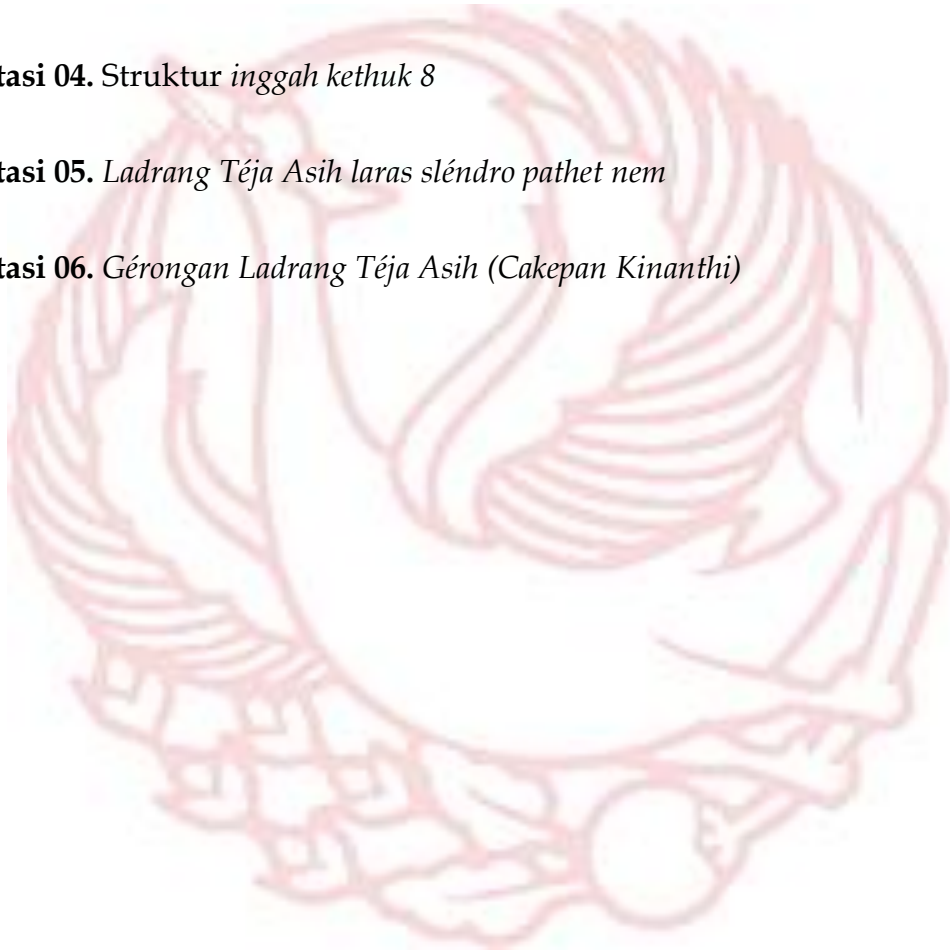 tasi 04. Struktur inggah kethuk 8
tasi 05. Ladrang Téja Asih laras sléndro pathet nem
tasi 06. Gérongan Ladrang Téja Asih (Cakepan Kinanthi)